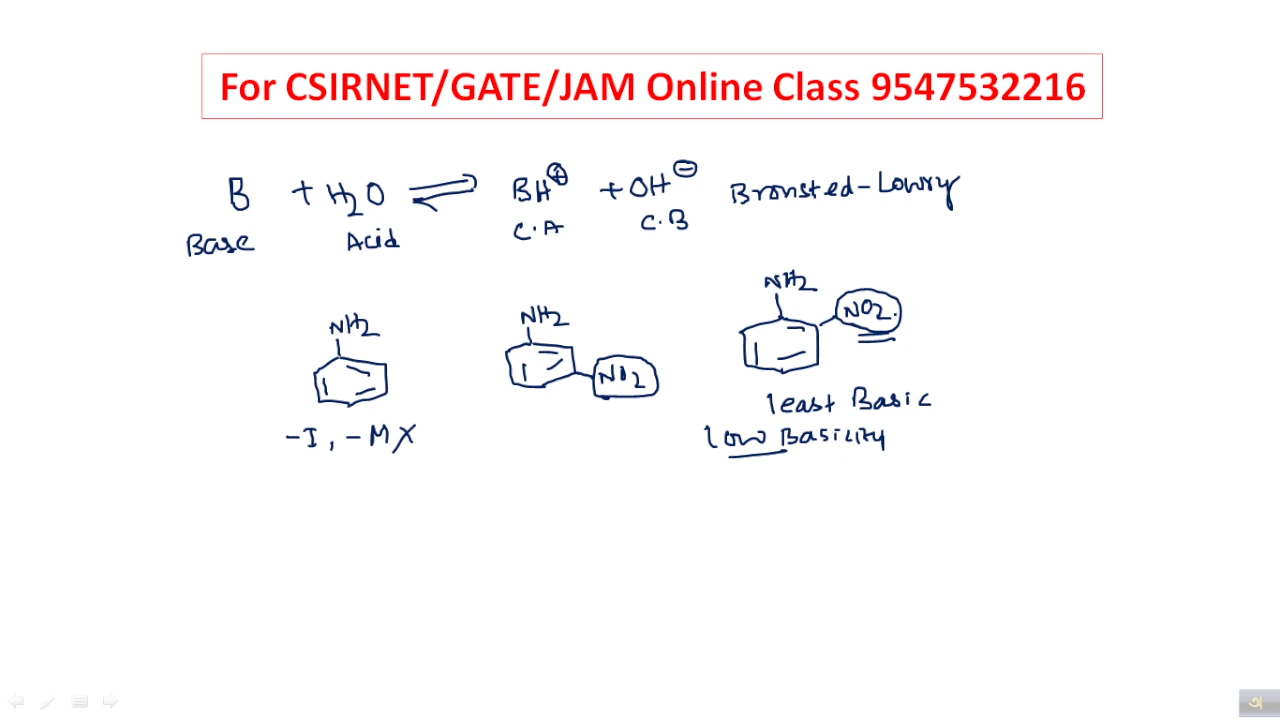 For CSIRNET/GATE/JAM Online Class 9547532216
B + H2O ⇌ BH⊕ + OH⊖ Bronsted-Lowry
Base Acid C.A C.B
NH2 NH2 NH2
NO2 NO2.
-I, -M X
least Basic
low Basicity
অ